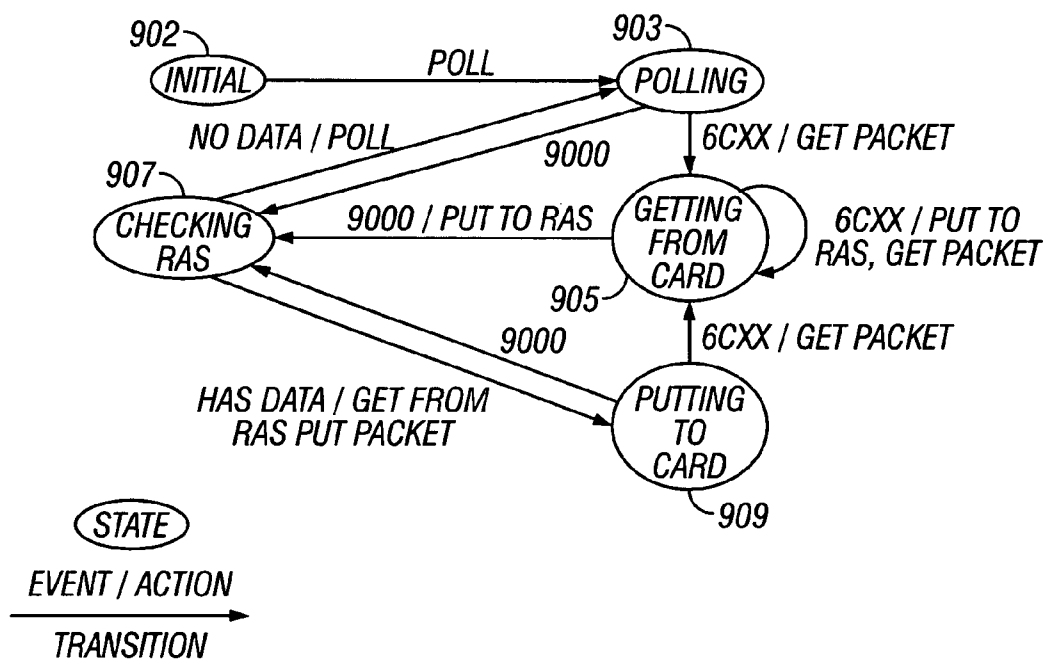 902
INITIAL
POLL
903
POLLING
NO DATA / POLL
9000
6CXX / GET PACKET
907
CHECKING
RAS
9000 / PUT TO RAS
GETTING
FROM
CARD
905
6CXX / PUT TO
RAS, GET PACKET
9000
6CXX / GET PACKET
HAS DATA / GET FROM
RAS PUT PACKET
PUTTING
TO
CARD
909
STATE
EVENT / ACTION
TRANSITION